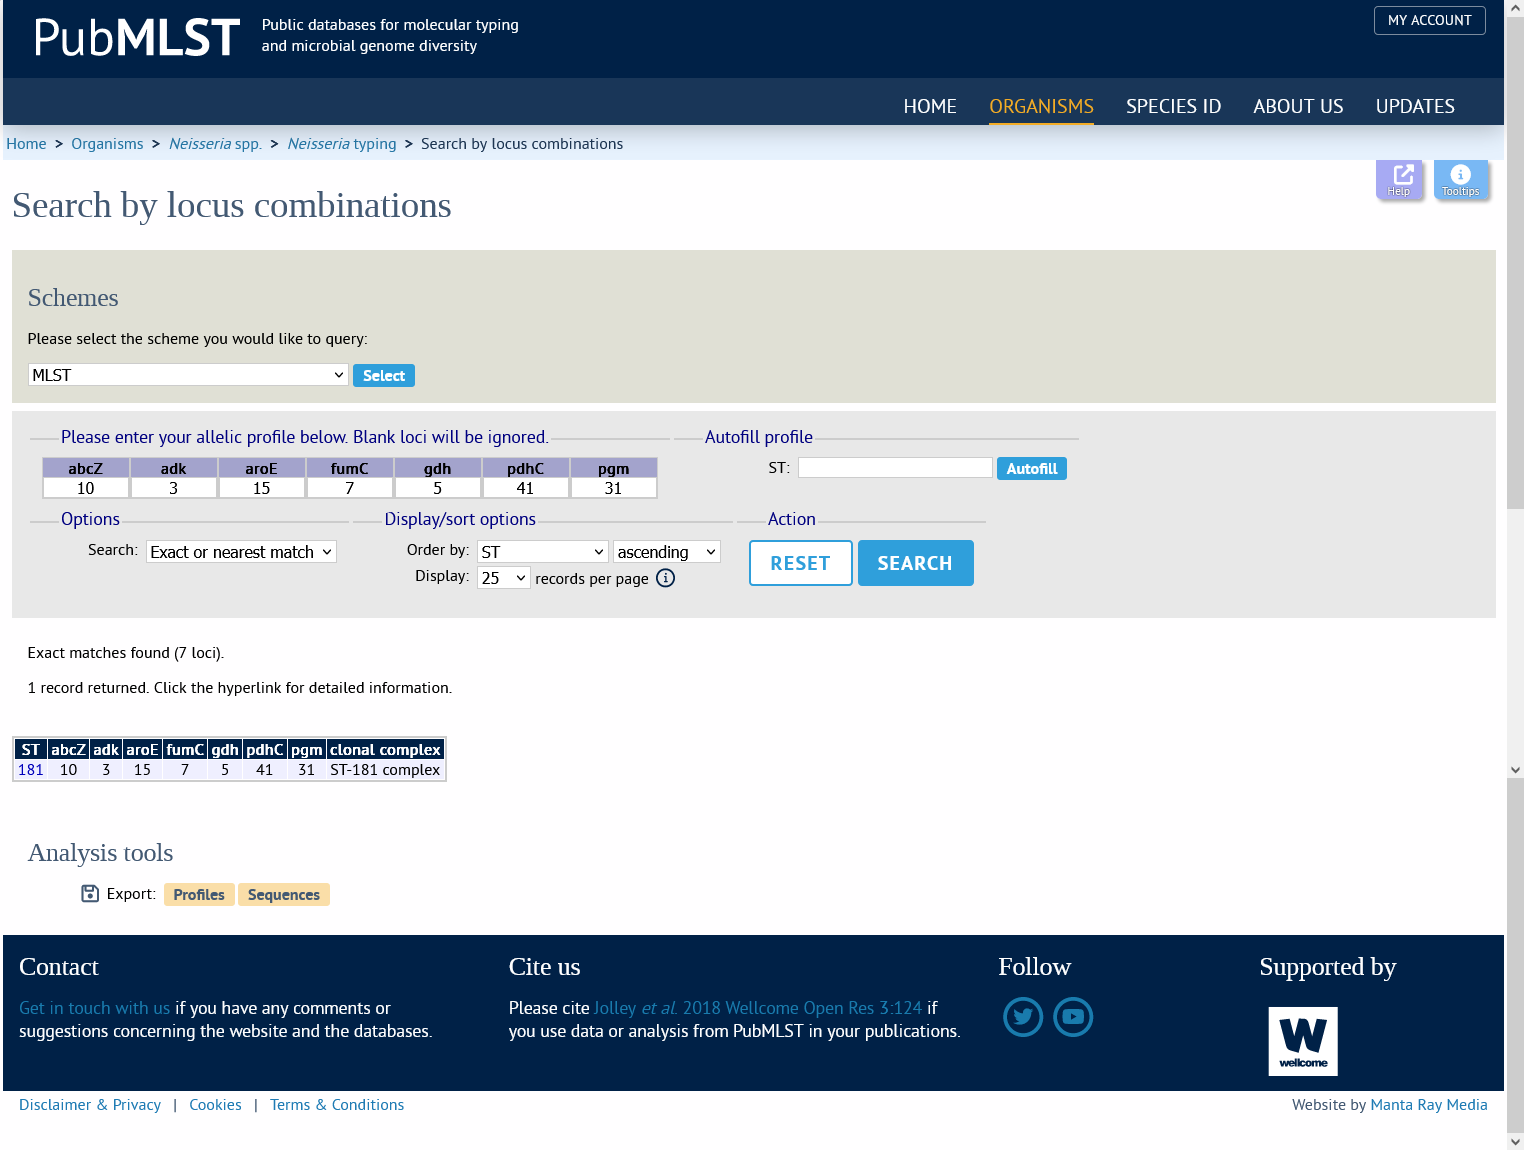 PubMLST
Public databases for molecular typing
and microbial genome diversity
MY ACCOUNT
HOME ORGANISMS SPECIES ID ABOUT US UPDATES
Home > Organisms > Neisseria spp. > Neisseria typing > Search by locus combinations
Help Tooltips
Search by locus combinations
Schemes
Please select the scheme you would like to query:
MLST Select
Please enter your allelic profile below. Blank loci will be ignored. Autofill profile
abcZ adk aroE fumC gdh pdhC pgm
10 3 15 7 5 41 31
ST: Autofill
Options Display/sort options Action
Search: Exact or nearest match Order by: ST ascending RESET SEARCH
Display: 25 records per page
Exact matches found (7 loci).
1 record returned. Click the hyperlink for detailed information.
ST abcZ adk aroE fumC gdh pdhC pgm clonal complex
181 10 3 15 7 5 41 31 ST-181 complex
Analysis tools
Export: Profiles Sequences
Contact
Get in touch with us if you have any comments or
suggestions concerning the website and the databases.
Cite us
Please cite Jolley et al. 2018 Wellcome Open Res 3:124 if
you use data or analysis from PubMLST in your publications.
Follow
Supported by
W
wellcome
Disclaimer & Privacy | Cookies | Terms & Conditions
Website by Manta Ray Media